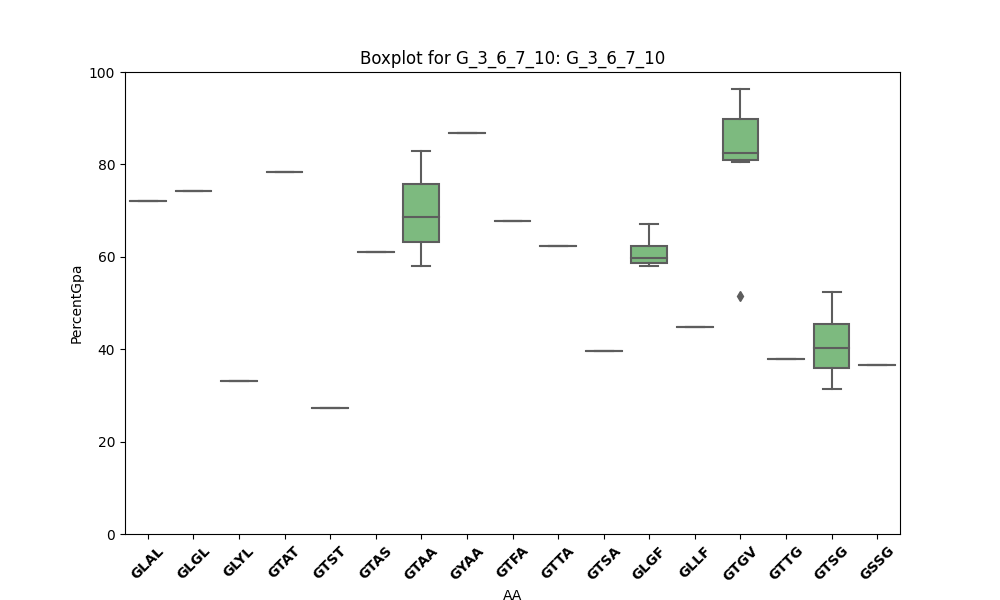 Boxplot for G_3_6_7_10: G_3_6_7_10
100
80
60
40
20
0
PercentGpa
GLAL
GLGL
GLYL
GTAT
GTST
GTAS
GTAA
GYAA
GTFA
GTTA
GTSA
GLGF
GLLF
GTGV
GTTG
GTSG
GSSG
AA